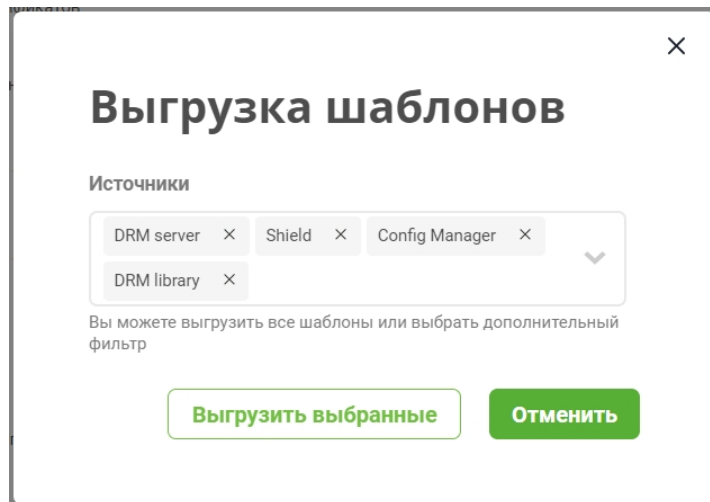 Выгрузка шаблонов
Источники
DRM server × Shield × Config Manager ×
DRM library ×
Вы можете выгрузить все шаблоны или выбрать дополнительный
фильтр
Выгрузить выбранные Отменить